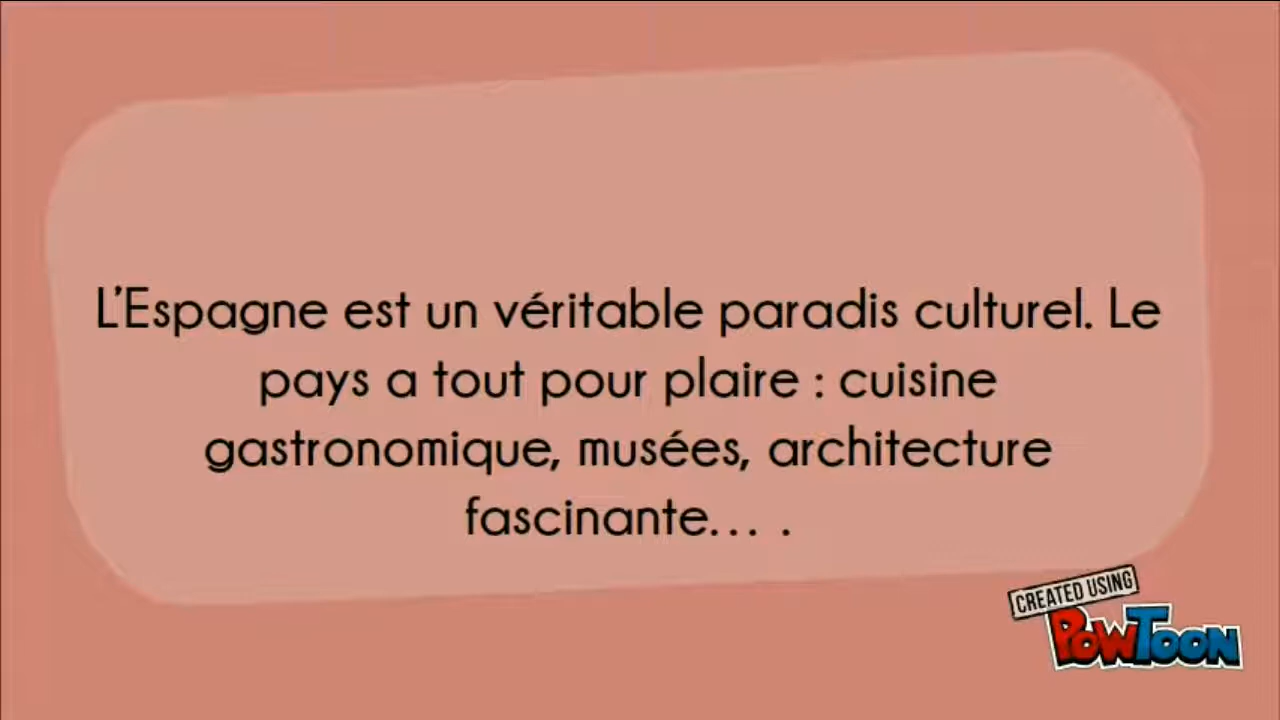 L’Espagne est un véritable paradis culturel. Le
pays a tout pour plaire : cuisine
gastronomique, musées, architecture
fascinante... .
CREATED USING
POWTOON